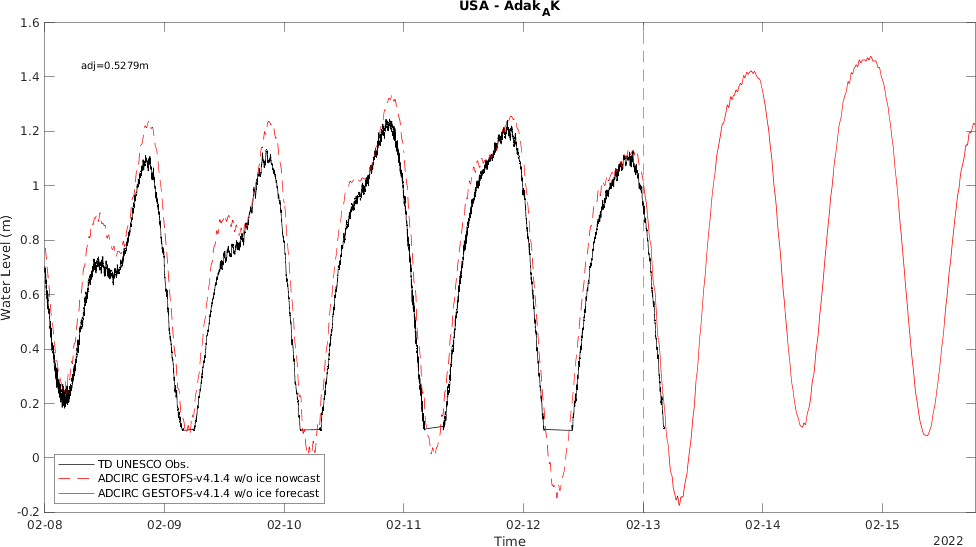 USA - AdakAK
adj=0.5279m
Water Level (m)
1.6
1.4
1.2
1
0.8
0.6
0.4
0.2
0
-0.2
TD UNESCO Obs.
ADCIRC GESTOFS-v4.1.4 w/o ice nowcast
ADCIRC GESTOFS-v4.1.4 w/o ice forecast
02-08 02-09 02-10 02-11 02-12 02-13 02-14 02-15
Time
2022